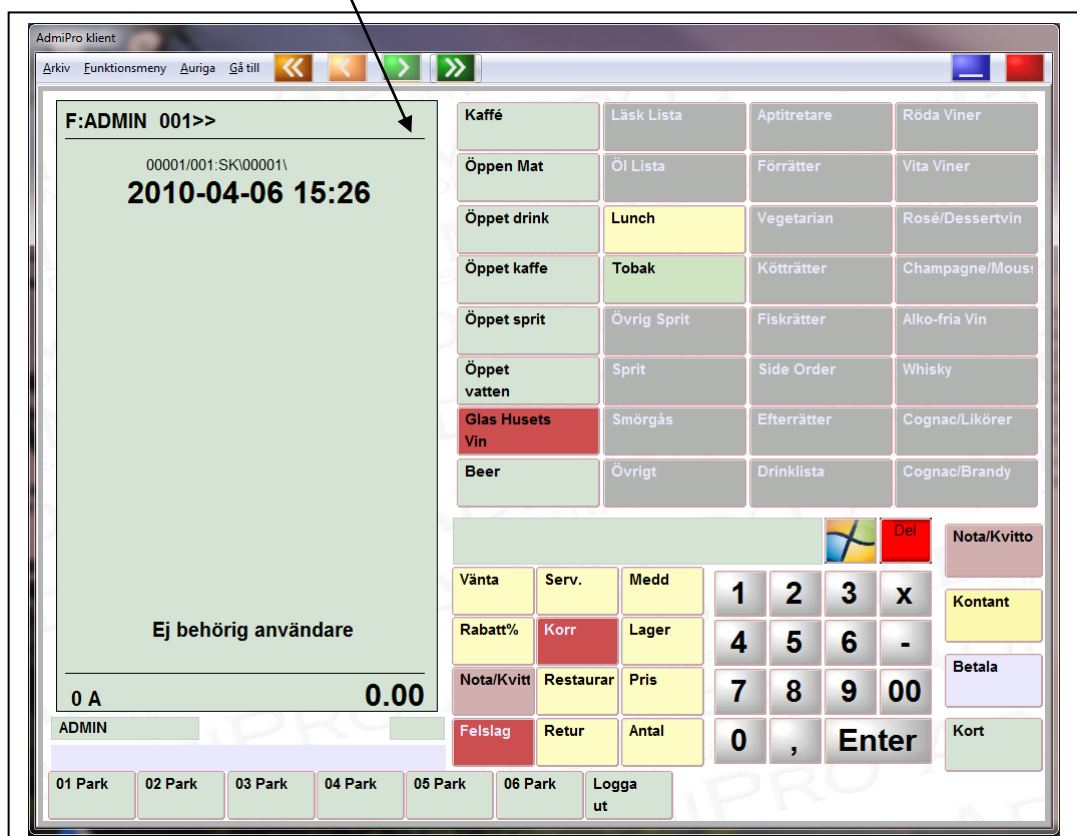 AdmiPro klient
Arkiv Funktionsmeny Auriga Gå till
F:ADMIN 001>>
00001/001:SK\00001\
2010-04-06 15:26
Ej behörig användare
0 A 0.00
ADMIN
Kaffé Läsk Lista Aptitretare Röda Viner
Öppen Mat Öl Lista Förrätter Vita Viner
Öppet drink Lunch Vegetarian Rosé/Dessertvin
Öppet kaffe Tobak Kötträtter Champagne/Mouss
Öppet sprit Övrig Sprit Fiskrätter Alko-fria Vin
Öppet
vatten
Sprit Side Order Whisky
Glas Husets
Vin
Smörgås Efterrätter Cognac/Likörer
Beer Övrigt Drinklista Cognac/Brandy
Del Nota/Kvitto
Vänta Serv. Medd 1 2 3 x Kontant
Rabatt% Korr Lager 4 5 6 -
Nota/Kvitt Restaurar Pris 7 8 9 00 Betala
Felslag Retur Antal 0 , Enter Kort
01 Park 02 Park 03 Park 04 Park 05 Park 06 Park Logga
ut